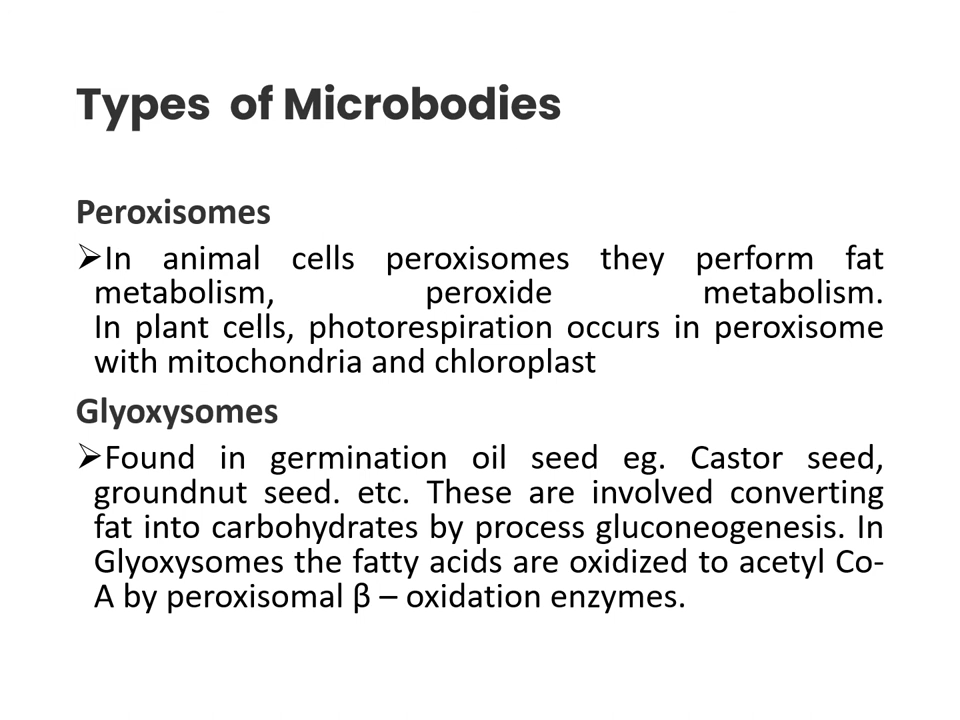 Types of Microbodies
Peroxisomes
➢In animal cells peroxisomes they perform fat
metabolism, peroxide metabolism.
In plant cells, photorespiration occurs in peroxisome
with mitochondria and chloroplast
Glyoxysomes
➢Found in germination oil seed eg. Castor seed,
groundnut seed. etc. These are involved converting
fat into carbohydrates by process gluconeogenesis. In
Glyoxysomes the fatty acids are oxidized to acetyl Co-
A by peroxisomal β – oxidation enzymes.